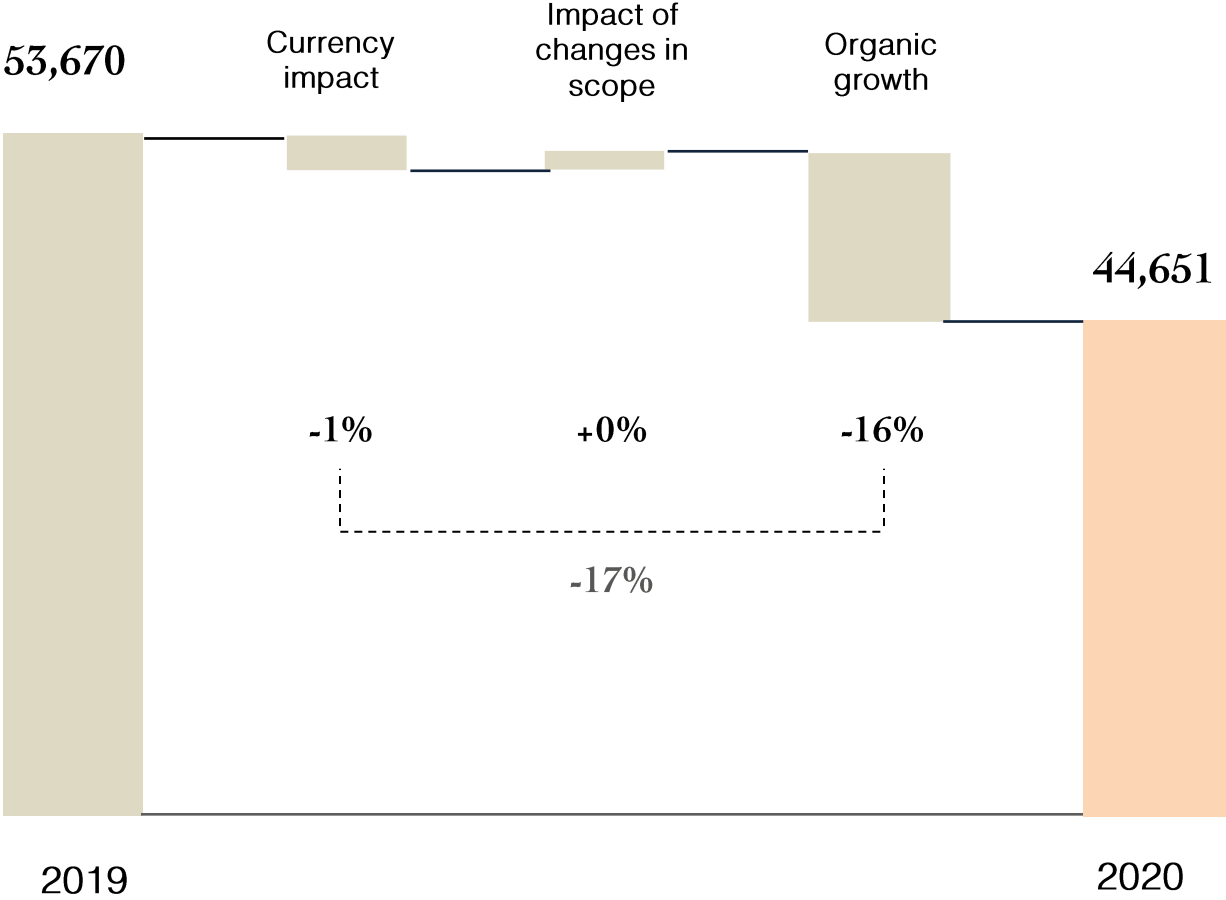 53,670
Currency
impact
Impact of
changes in
scope
Organic
growth
44,651
-1%
+0%
-16%
-17%
2019
2020